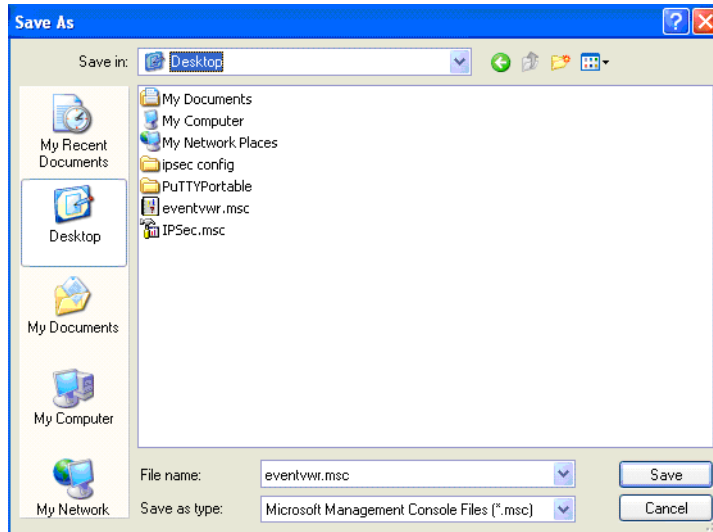 Save As
Save in: Desktop
My Recent
Documents
Desktop
My Documents
My Computer
My Network
My Documents
My Computer
My Network Places
ipsec config
PuTTYPortable
eventvwr.msc
IPSec.msc
File name: eventvwr.msc Save
Save as type: Microsoft Management Console Files (*.msc) Cancel